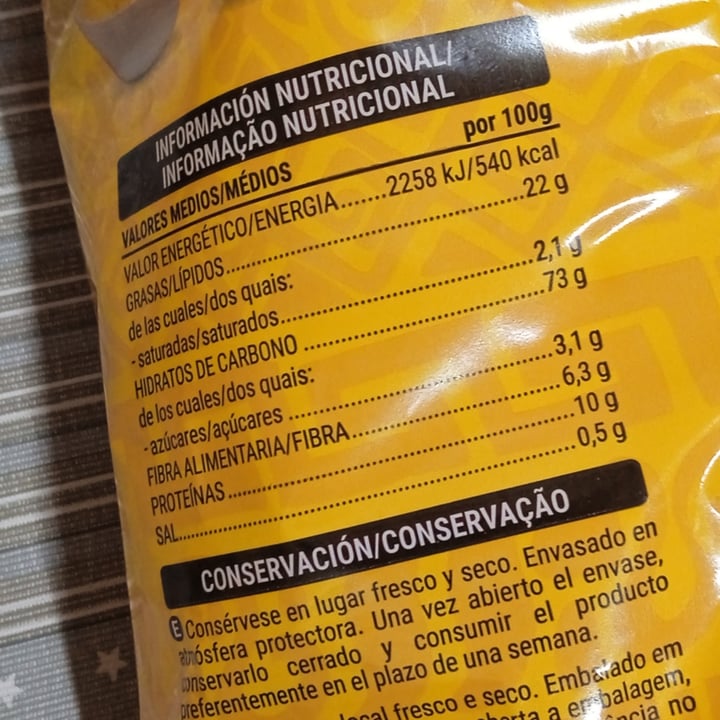 INFORMACIÓN NUTRICIONAL/
INFORMAÇÃO NUTRICIONAL
VALORES MEDIOS/MÉDIOS por 100g
VALOR ENERGÉTICO/ENERGIA......2258 kJ/540 kcal
GRASAS/LÍPIDOS.....22 g
de las cuales/dos quais:
- saturadas/saturados.....2,1 g
HIDRATOS DE CARBONO.....73 g
de los cuales/dos quais:
- azúcares/açúcares.....3,1 g
FIBRA ALIMENTARIA/FIBRA.....6,3 g
PROTEÍNAS.....10 g
SAL.....0,5 g
CONSERVACIÓN/CONSERVAÇÃO
E Consérvese en lugar fresco y seco. Envasado en
atmósfera protectora. Una vez abierto el envase,
conservarlo cerrado y consumir el producto
preferentemente en el plazo de una semana.
local fresco e seco. Embalado em
aberta a embalagem,
no